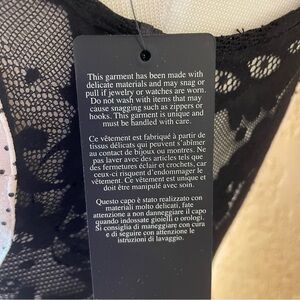 This garment has been made with
delicate materials and may snag or
pull if jewelry or watches are worn.
Do not wash with items that may
cause snagging such as zippers or
hooks. This garment is unique and
must be handled with care.
Ce vêtement est fabriqué à partir de
tissus délicats qui peuvent s'abîmer
au contact de bijoux ou montres. Ne
pas laver avec des articles tels que
des fermetures éclair et crochets, car
ceux-ci risquent d'endommager le
vêtement. Ce vêtement est unique et
doit être manipulé avec soin.
Questo capo è stato realizzato con
materiali molto delicati, fate
attenzione a non danneggiare il capo
quando indossate gioielli o orologi.
Si consiglia di maneggiare con cura
e di seguire con attenzione le
istruzioni di lavaggio.